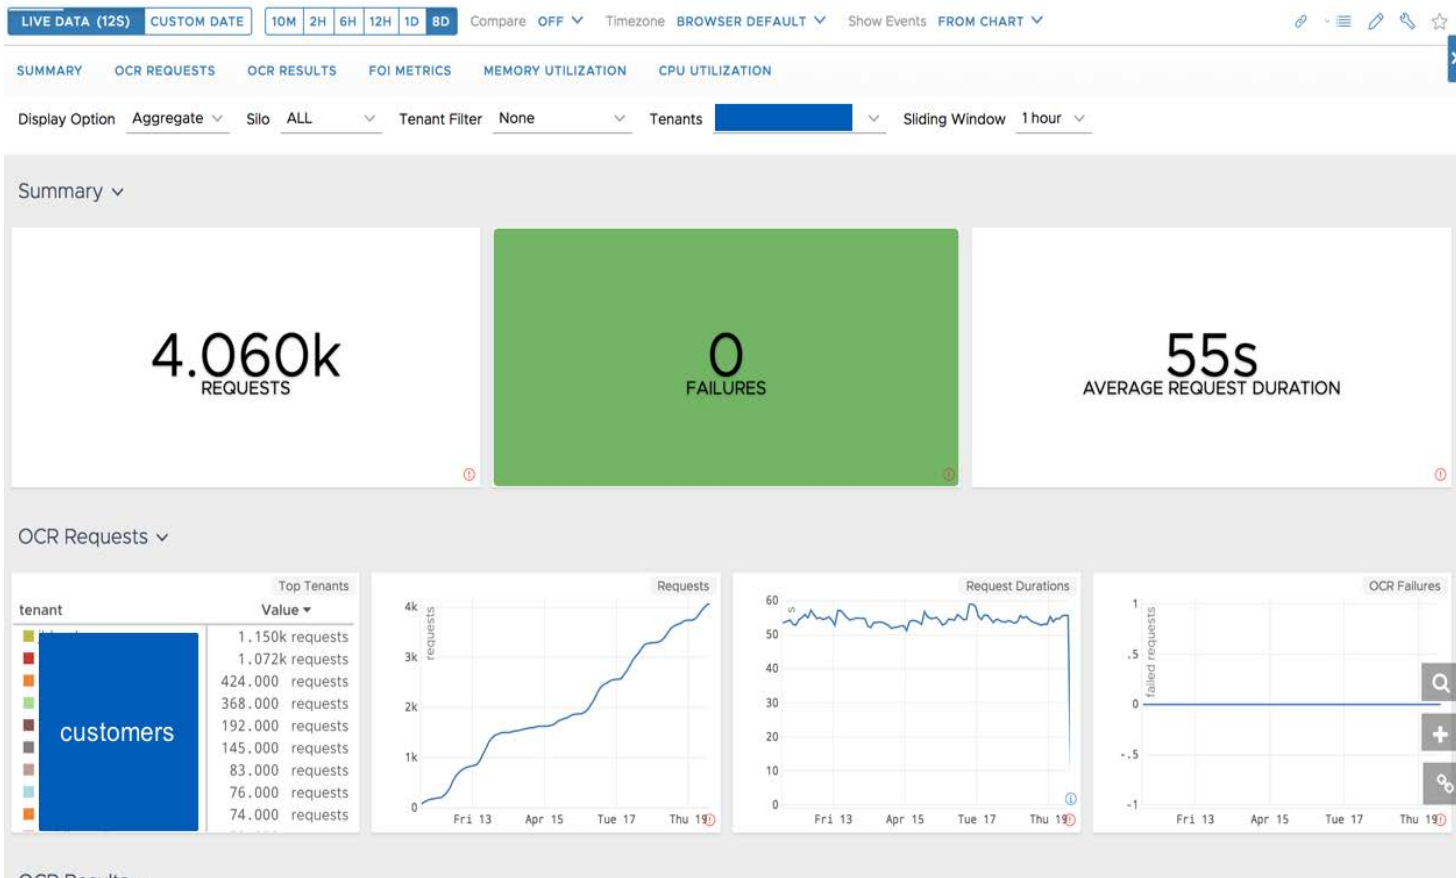 LIVE DATA (12S) CUSTOM DATE 10M 2H 6H 12H 1D 8D Compare OFF Timezone BROWSER DEFAULT Show Events FROM CHART
SUMMARY OCR REQUESTS OCR RESULTS FOI METRICS MEMORY UTILIZATION CPU UTILIZATION
Display Option Aggregate Silo ALL Tenant Filter None Tenants Sliding Window 1 hour
Summary
4.060k
REQUESTS
0
FAILURES
55s
AVERAGE REQUEST DURATION
OCR Requests
Top Tenants
tenant Value
1.150k requests
1.072k requests
424.000 requests
368.000 requests
192.000 requests
145.000 requests
83.000 requests
76.000 requests
74.000 requests
customers
Requests
requests
4k
3k
2k
1k
0
Fri 13 Apr 15 Tue 17 Thu 19
Request Durations
s
60
50
40
30
20
10
0
Fri 13 Apr 15 Tue 17 Thu 19
OCR Failures
failed requests
1
.5
0
-.5
-1
Fri 13 Apr 15 Tue 17 Thu 19